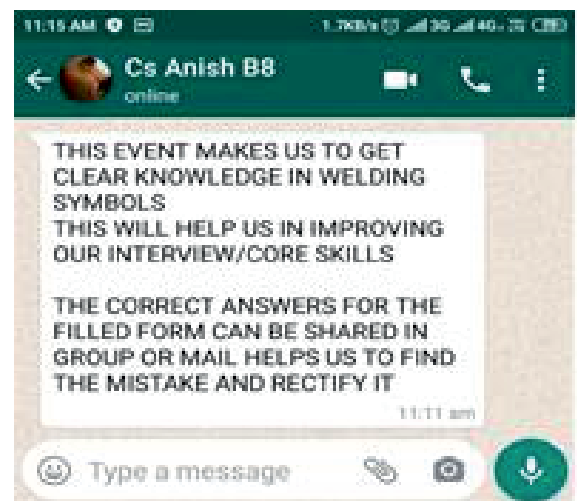 11:15 AM
Cs Anish B8
online
THIS EVENT MAKES US TO GET
CLEAR KNOWLEDGE IN WELDING
SYMBOLS
THIS WILL HELP US IN IMPROVING
OUR INTERVIEW/CORE SKILLS
THE CORRECT ANSWERS FOR THE
FILLED FORM CAN BE SHARED IN
GROUP OR MAIL HELPS US TO FIND
THE MISTAKE AND RECTIFY IT
11:11 am
Type a message